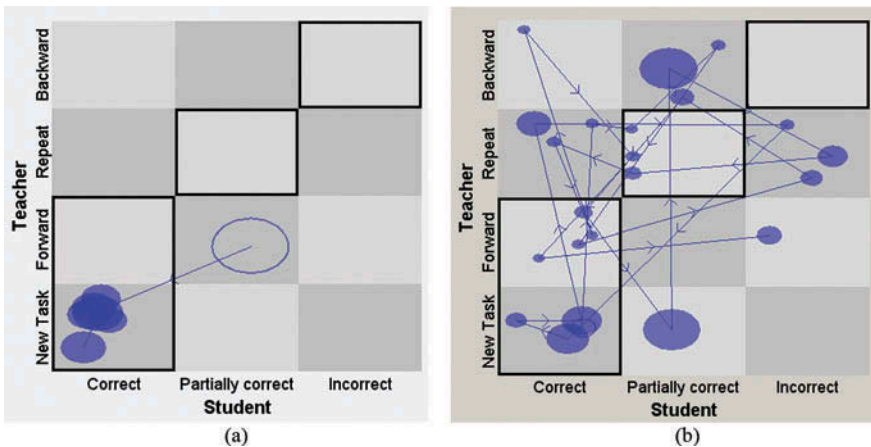 Teacher
Backward
Repeat
Forward
New Task
Correct Partially correct Incorrect
Student
(a)
Teacher
Backward
Repeat
Forward
New Task
Correct Partially correct Incorrect
Student
(b)